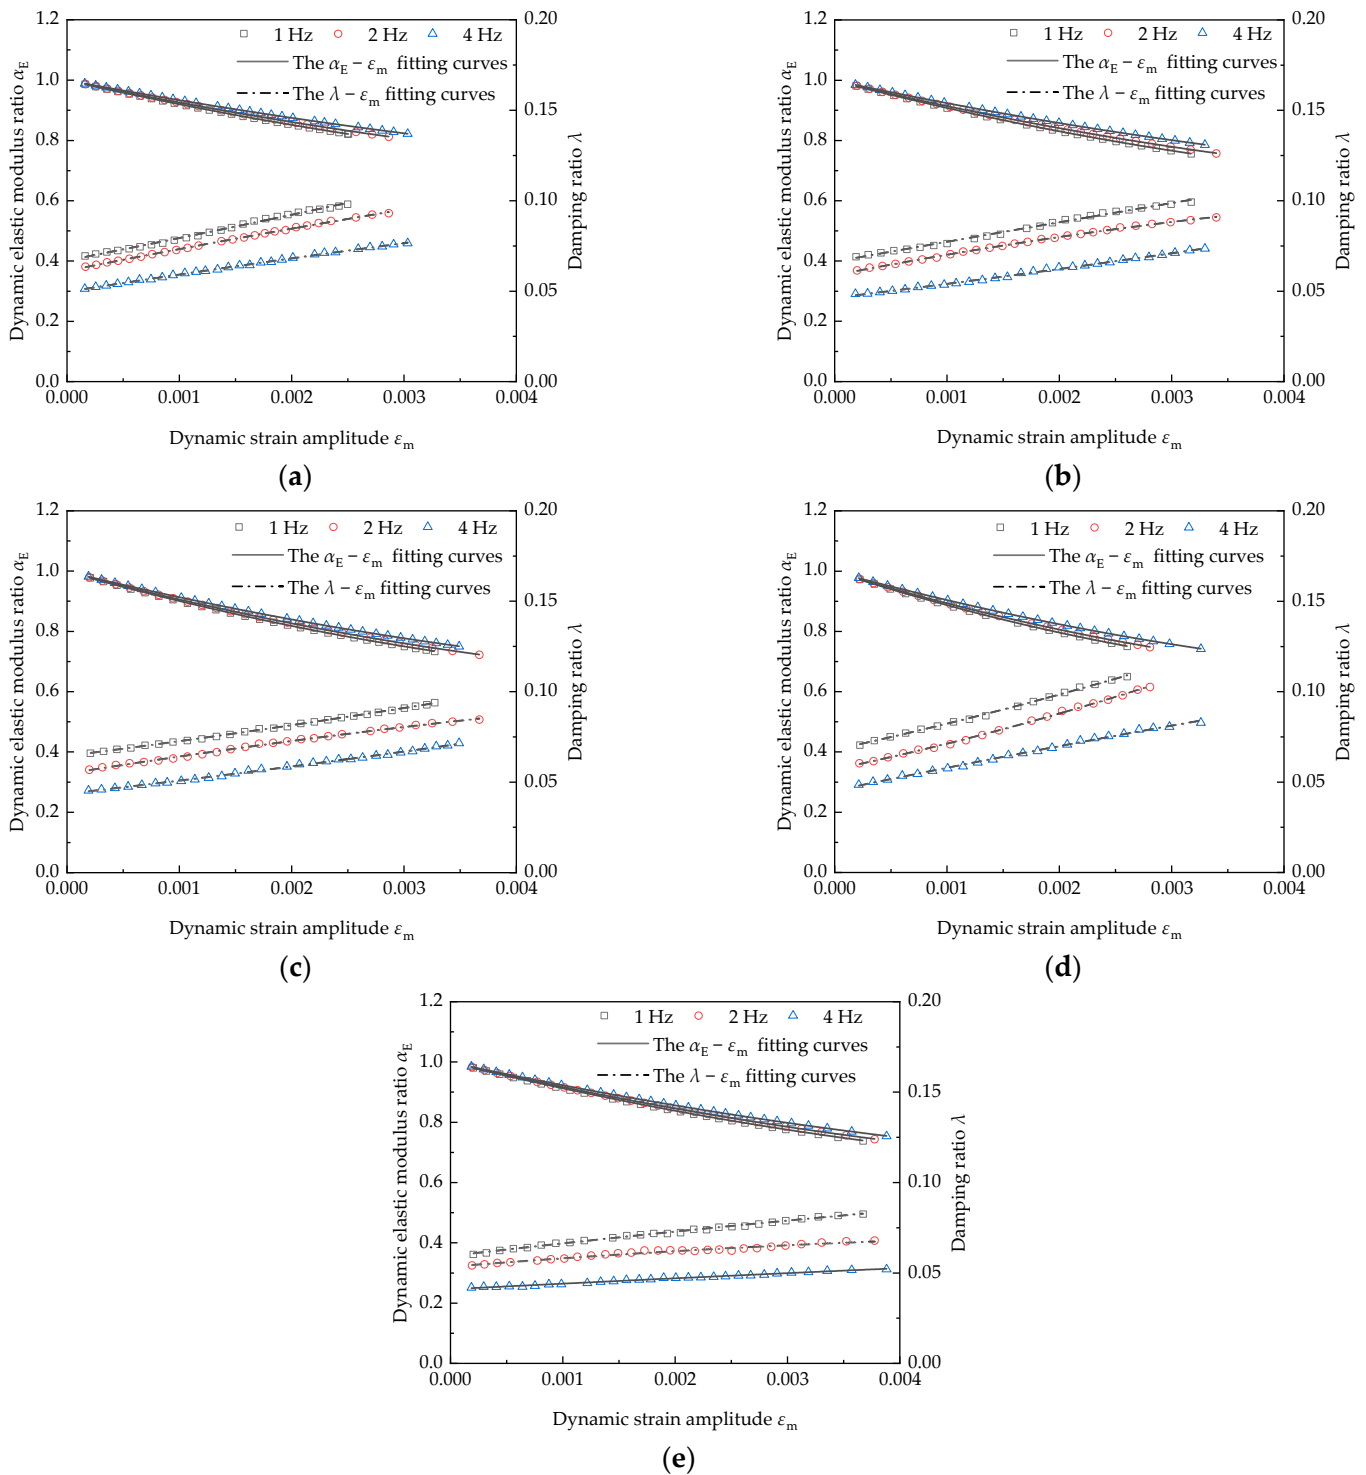 1 Hz 2 Hz 4 Hz
The αE − εm fitting curves
The λ − εm fitting curves
Dynamic elastic modulus ratio αE
1.2
1.0
0.8
0.6
0.4
0.2
0.0
0.20
0.15
0.10
0.05
0.00
Damping ratio λ
0.000 0.001 0.002 0.003 0.004
Dynamic strain amplitude εm
(a)
1 Hz 2 Hz 4 Hz
The αE − εm fitting curves
The λ − εm fitting curves
Dynamic elastic modulus ratio αE
1.2
1.0
0.8
0.6
0.4
0.2
0.0
0.20
0.15
0.10
0.05
0.00
Damping ratio λ
0.000 0.001 0.002 0.003 0.004
Dynamic strain amplitude εm
(b)
1 Hz 2 Hz 4 Hz
The αE − εm fitting curves
The λ − εm fitting curves
Dynamic elastic modulus ratio αE
1.2
1.0
0.8
0.6
0.4
0.2
0.0
0.20
0.15
0.10
0.05
0.00
Damping ratio λ
0.000 0.001 0.002 0.003 0.004
Dynamic strain amplitude εm
(c)
1 Hz 2 Hz 4 Hz
The αE − εm fitting curves
The λ − εm fitting curves
Dynamic elastic modulus ratio αE
1.2
1.0
0.8
0.6
0.4
0.2
0.0
0.20
0.15
0.10
0.05
0.00
Damping ratio λ
0.000 0.001 0.002 0.003 0.004
Dynamic strain amplitude εm
(d)
1 Hz 2 Hz 4 Hz
The αE − εm fitting curves
The λ − εm fitting curves
Dynamic elastic modulus ratio αE
1.2
1.0
0.8
0.6
0.4
0.2
0.0
0.20
0.15
0.10
0.05
0.00
Damping ratio λ
0.000 0.001 0.002 0.003 0.004
Dynamic strain amplitude εm
(e)